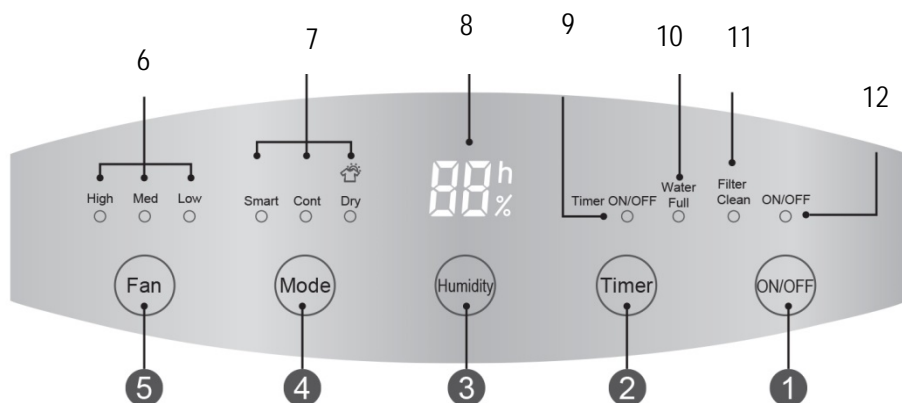 6
7
8
9
10
11
12
High
Med
Low
Smart
Cont
Dry
88 h
%
Timer ON/OFF
Water
Full
Filter
Clean
ON/OFF
Fan
Mode
Humidity
Timer
ON/OFF
5
4
3
2
1